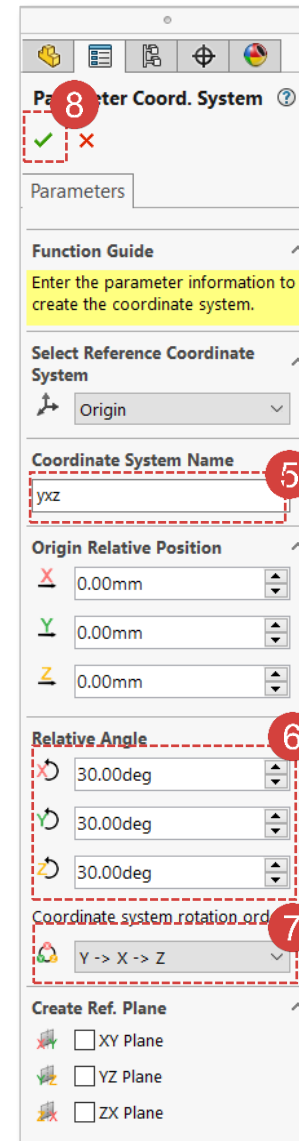 Pa 8 ter Coord. System ?
Parameters
Function Guide
Enter the parameter information to
create the coordinate system.
Select Reference Coordinate
System
Origin
Coordinate System Name
5
yxz
Origin Relative Position
X 0.00mm
Y 0.00mm
Z 0.00mm
Relative Angle
6
X 30.00deg
Y 30.00deg
Z 30.00deg
Coordinate system rotation ord
7
Y -> X -> Z
Create Ref. Plane
XY Plane
YZ Plane
ZX Plane